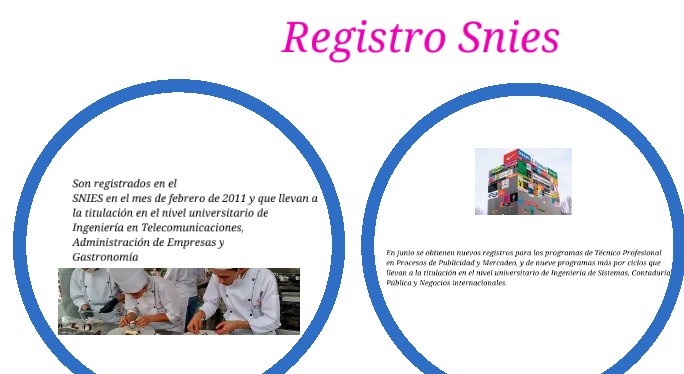 Registro Snies
Son registrados en el
SNIES en el mes de febrero de 2011 y que llevan a
la titulación en el nivel universitario de
Ingeniería en Telecomunicaciones,
Administración de Empresas y
Gastronomía
En junio se obtienen nuevos registros para los programas de Técnico Profesional
en Procesos de Publicidad y Mercadeo, y de nueve programas más por ciclos que
llevan a la titulación en el nivel universitario de Ingeniería de Sistemas, Contaduría
Pública y Negocios Internacionales.